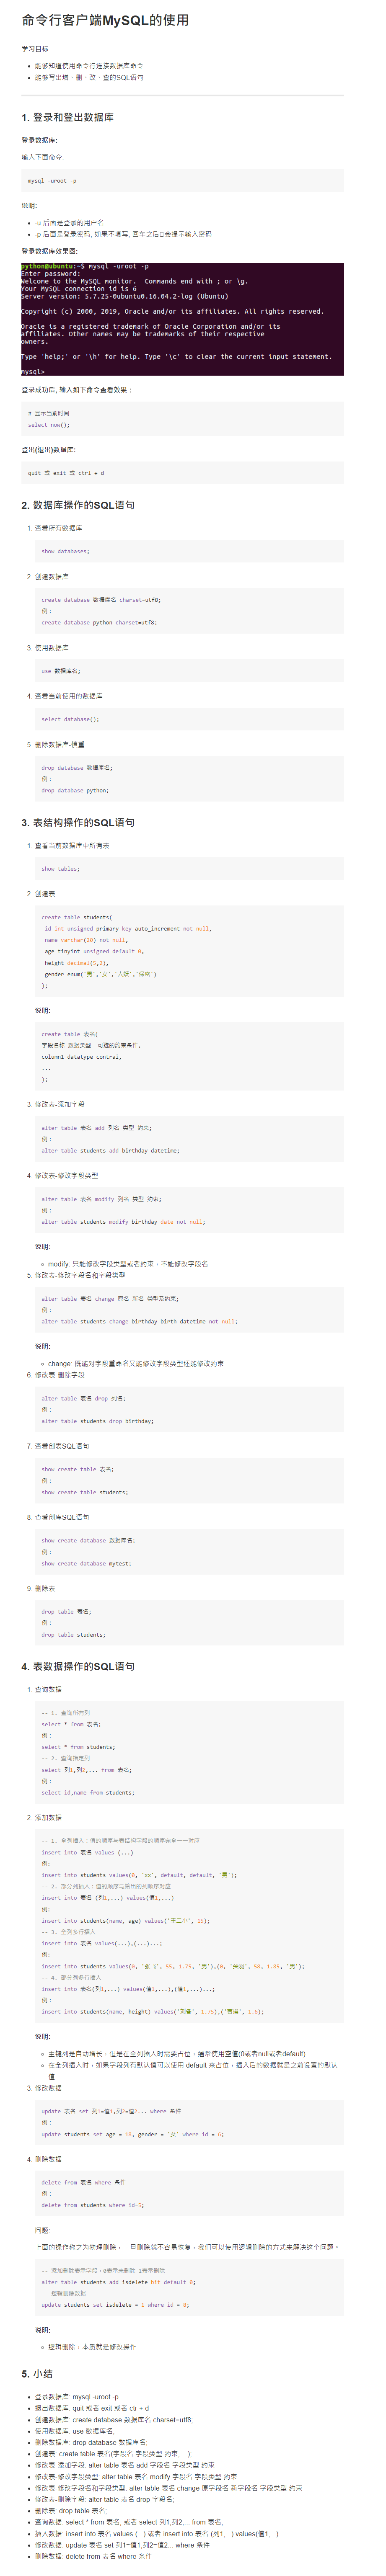 命令行客户端MySQL的使用
学习目标
• 能够知道使用命令行连接数据库命令
• 能够写出增、删、改、查的SQL语句
1. 登录和登出数据库
登录数据库:
输入下面命令:
mysql -uroot -p
说明:
• -u 后面是登录的用户名
• -p 后面是登录密码, 如果不填写, 回车之后会提示输入密码
登录数据库效果图:
python@ubuntu:~$ mysql -uroot -p
Enter password:
Welcome to the MySQL monitor.  Commands end with ; or \g.
Your MySQL connection id is 6
Server version: 5.7.25-0ubuntu0.16.04.2-log (Ubuntu)
Copyright (c) 2000, 2019, Oracle and/or its affiliates. All rights reserved.
Oracle is a registered trademark of Oracle Corporation and/or its
affiliates. Other names may be trademarks of their respective
owners.
Type 'help;' or '\h' for help. Type '\c' to clear the current input statement.
mysql>
登录成功后, 输入如下命令查看效果：
# 显示当前时间
select now();
登出(退出)数据库:
quit 或 exit 或 ctrl + d
2. 数据库操作的SQL语句
1. 查看所有数据库
show databases;
2. 创建数据库
create database 数据库名 charset=utf8;
例：
create database python charset=utf8;
3. 使用数据库
use 数据库名;
4. 查看当前使用的数据库
select database();
5. 删除数据库-慎重
drop database 数据库名;
例：
drop database python;
3. 表结构操作的SQL语句
1. 查看当前数据库中所有表
show tables;
2. 创建表
create table students(
id int unsigned primary key auto_increment not null,
name varchar(20) not null,
age tinyint unsigned default 0,
height decimal(5,2),
gender enum('男','女','人妖','保密')
);
说明:
create table 表名(
字段名称 数据类型  可选的约束条件,
column1 datatype contrai,
...
);
3. 修改表-添加字段
alter table 表名 add 列名 类型 约束;
例：
alter table students add birthday datetime;
4. 修改表-修改字段类型
alter table 表名 modify 列名 类型 约束;
例：
alter table students modify birthday date not null;
说明:
◦ modify: 只能修改字段类型或者约束，不能修改字段名
5. 修改表-修改字段名和字段类型
alter table 表名 change 原名 新名 类型及约束;
例：
alter table students change birthday birth datetime not null;
说明:
◦ change: 既能对字段重命名又能修改字段类型还能修改约束
6. 修改表-删除字段
alter table 表名 drop 列名;
例：
alter table students drop birthday;
7. 查看创表SQL语句
show create table 表名;
例：
show create table students;
8. 查看创库SQL语句
show create database 数据库名;
例：
show create database mytest;
9. 删除表
drop table 表名;
例：
drop table students;
4. 表数据操作的SQL语句
1. 查询数据
-- 1. 查询所有列
select * from 表名;
例：
select * from students;
-- 2. 查询指定列
select 列1,列2,... from 表名;
例：
select id,name from students;
2. 添加数据
-- 1. 全列插入：值的顺序与表结构字段的顺序完全一一对应
insert into 表名 values (...)
例:
insert into students values(0, 'xx', default, default, '男');
-- 2. 部分列插入：值的顺序与给出的列顺序对应
insert into 表名 (列1,...) values(值1,...)
例:
insert into students(name, age) values('王二小', 15);
-- 3. 全列多行插入
insert into 表名 values(...),(...)...;
例:
insert into students values(0, '张飞', 55, 1.75, '男'),(0, '关羽', 58, 1.85, '男');
-- 4. 部分列多行插入
insert into 表名(列1,...) values(值1,...),(值1,...)...;
例：
insert into students(name, height) values('刘备', 1.75),('曹操', 1.6);
说明:
◦ 主键列是自动增长，但是在全列插入时需要占位，通常使用空值(0或者null或者default)
◦ 在全列插入时，如果字段列有默认值可以使用 default 来占位，插入后的数据就是之前设置的默认
值
3. 修改数据
update 表名 set 列1=值1,列2=值2... where 条件
例：
update students set age = 18, gender = '女' where id = 6;
4. 删除数据
delete from 表名 where 条件
例：
delete from students where id=5;
问题:
上面的操作称之为物理删除，一旦删除就不容易恢复，我们可以使用逻辑删除的方式来解决这个问题。
-- 添加删除表示字段，0表示未删除 1表示删除
alter table students add isdelete bit default 0;
-- 逻辑删除数据
update students set isdelete = 1 where id = 8;
说明:
◦ 逻辑删除，本质就是修改操作
5. 小结
• 登录数据库: mysql -uroot -p
• 退出数据库: quit 或者 exit 或者 ctr + d
• 创建数据库: create database 数据库名 charset=utf8;
• 使用数据库: use 数据库名;
• 删除数据库: drop database 数据库名;
• 创建表: create table 表名(字段名 字段类型 约束, ...);
• 修改表-添加字段: alter table 表名 add 字段名 字段类型 约束
• 修改表-修改字段类型: alter table 表名 modify 字段名 字段类型 约束
• 修改表-修改字段名和字段类型: alter table 表名 change 原字段名 新字段名 字段类型 约束
• 修改表-删除字段: alter table 表名 drop 字段名;
• 删除表: drop table 表名;
• 查询数据: select * from 表名; 或者 select 列1,列2,... from 表名;
• 插入数据: insert into 表名 values (...) 或者 insert into 表名 (列1,...) values(值1,...)
• 修改数据: update 表名 set 列1=值1,列2=值2... where 条件
• 删除数据: delete from 表名 where 条件